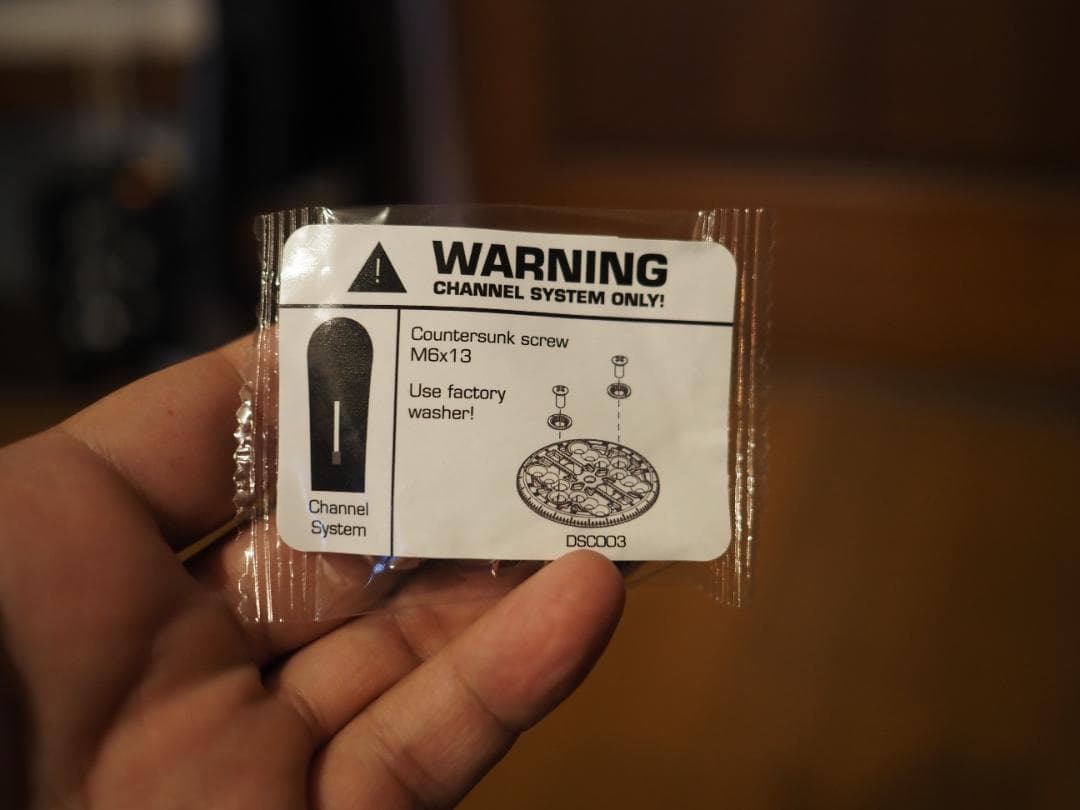 !
WARNING
CHANNEL SYSTEM ONLY!
Countersunk screw
M6x13
Use factory
washer!
Channel
System
DSC003